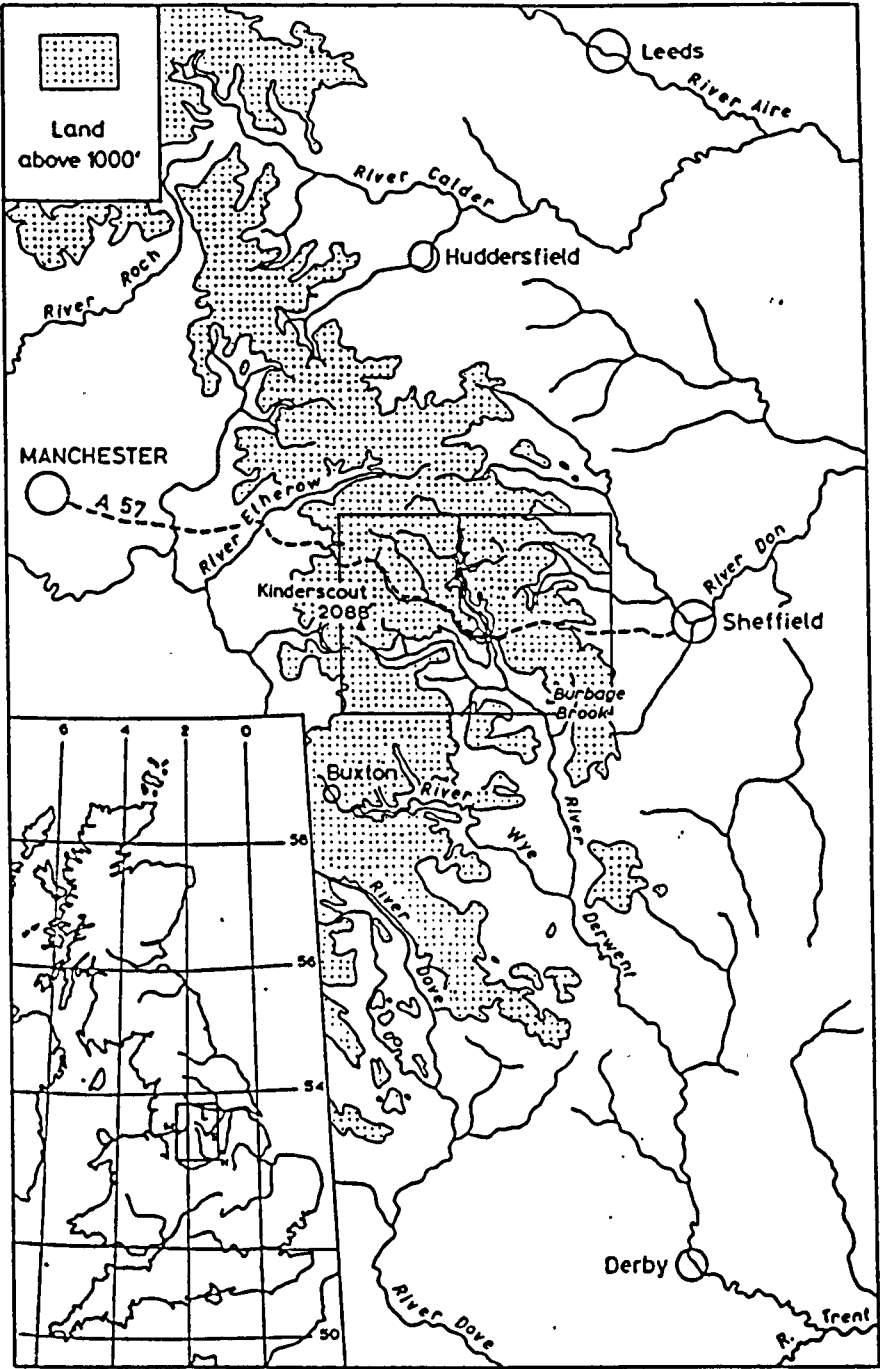 Land
above 1000'
Leeds
River Aire
River Calder
Huddersfield
River Roch
MANCHESTER
A 57
River Etherow
River Don
Kinderscout
2088
Sheffield
Burbage
Brook
6 4 2 0
58
56
54
50
Buxton
River Wye
River Derwent
River Dove
Derby
River Dove
R. Trent